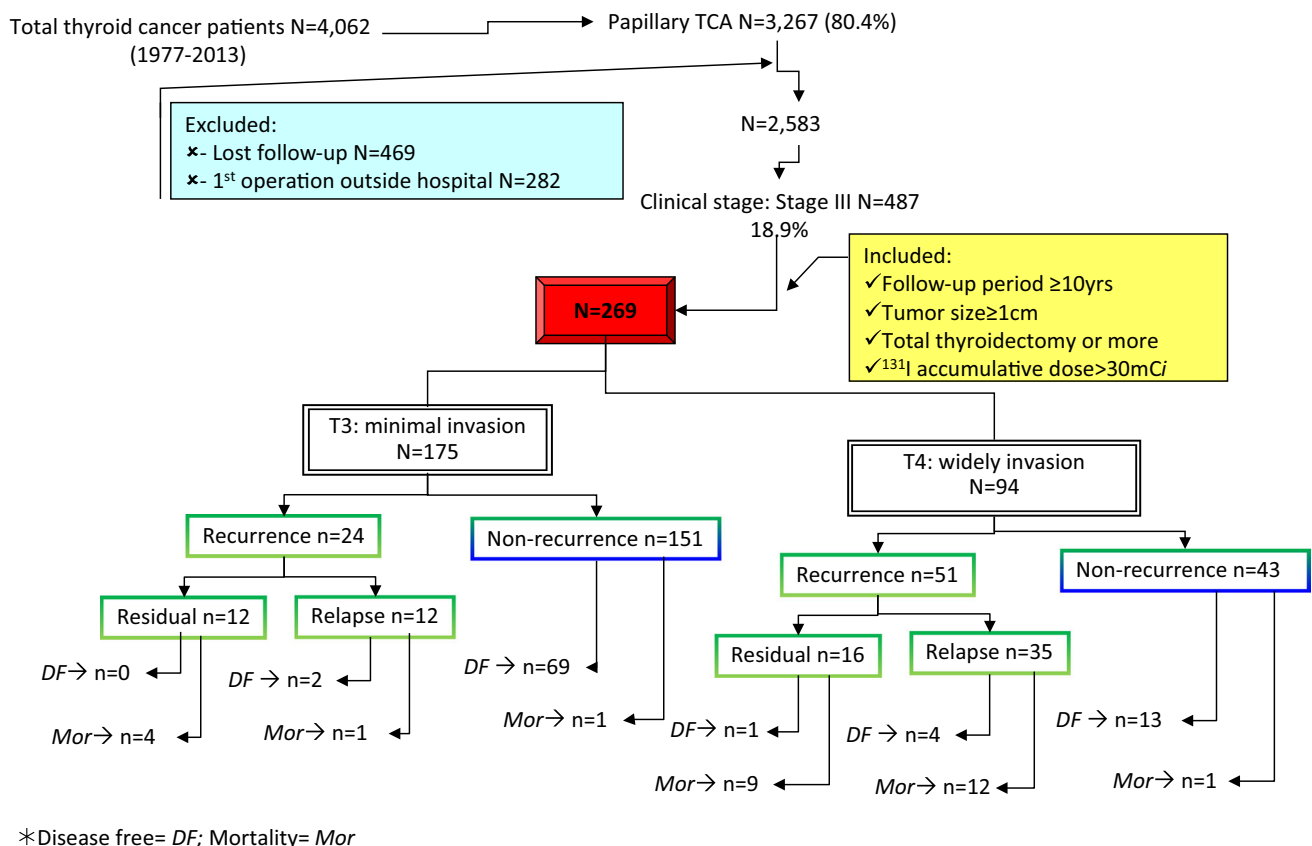 Total thyroid cancer patients N=4,062
(1977-2013)
Papillary TCA N=3,267 (80.4%)
Excluded:
×- Lost follow-up N=469
×- 1st operation outside hospital N=282
N=2,583
Clinical stage: Stage III N=487
18.9%
Included:
✓Follow-up period ≥10yrs
✓Tumor size≥1cm
✓Total thyroidectomy or more
✓131I accumulative dose>30mCi
N=269
T3: minimal invasion
N=175
T4: widely invasion
N=94
Recurrence n=24
Non-recurrence n=151
Recurrence n=51
Non-recurrence n=43
Residual n=12
Relapse n=12
Residual n=16
Relapse n=35
DF→ n=0
DF→ n=2
DF → n=69
DF→ n=1
DF→ n=4
DF → n=13
Mor→ n=4
Mor→ n=1
Mor→ n=1
Mor→ n=9
Mor→ n=12
Mor→ n=1
*Disease free= DF; Mortality= Mor